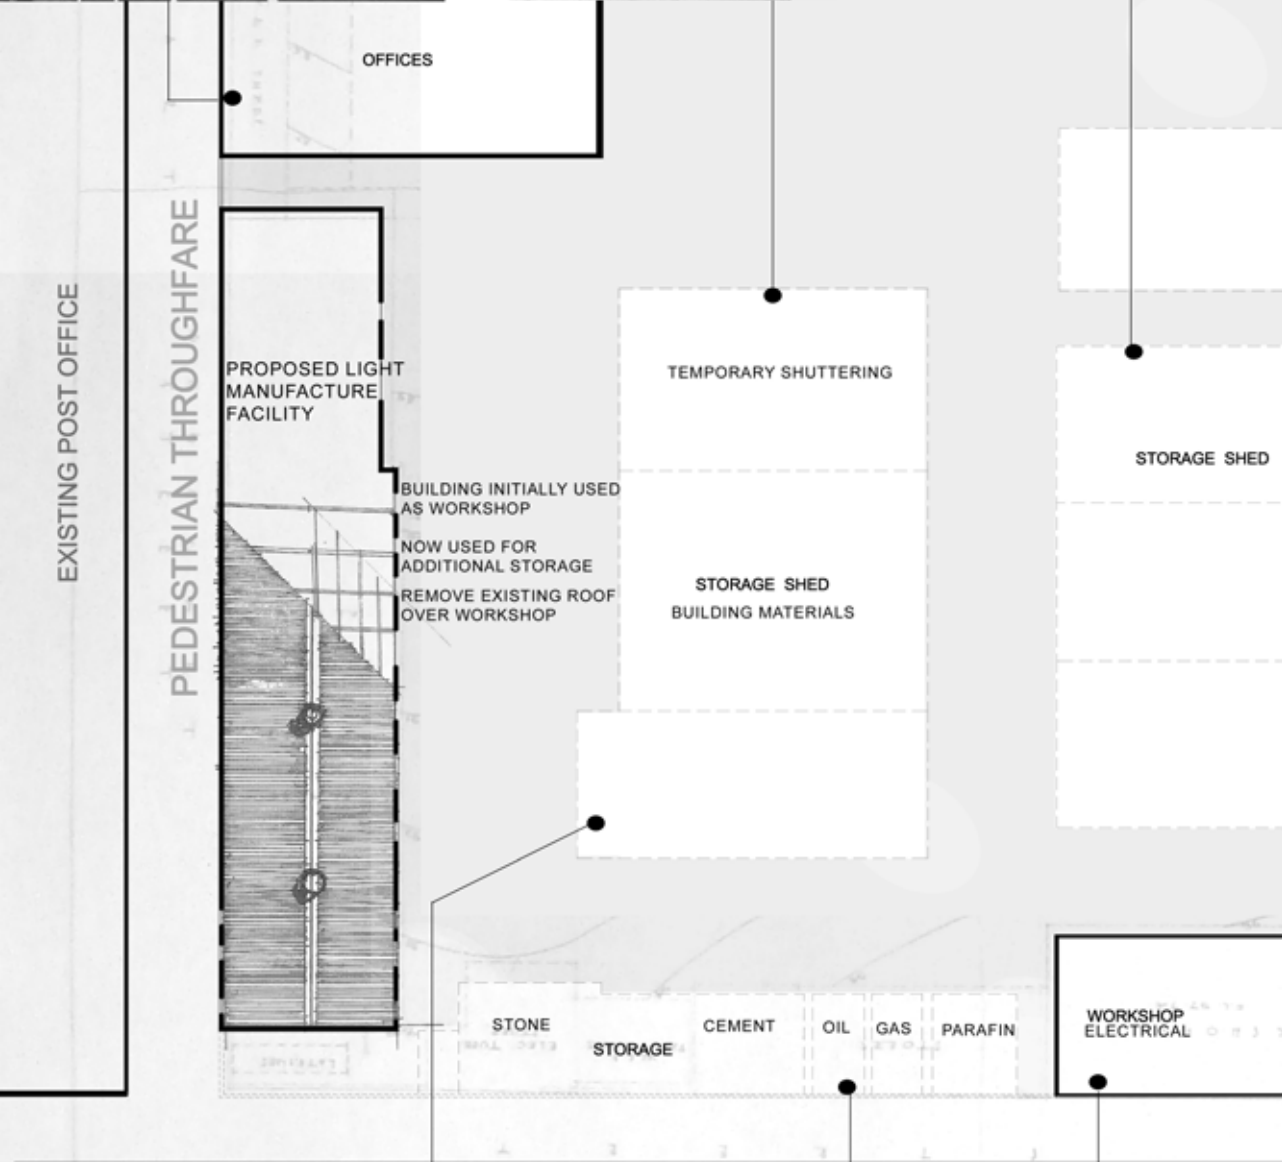 OFFICES
EXISTING POST OFFICE
PEDESTRIAN THROUGHFARE
PROPOSED LIGHT
MANUFACTURE
FACILITY
BUILDING INITIALLY USED
AS WORKSHOP
NOW USED FOR
ADDITIONAL STORAGE
REMOVE EXISTING ROOF
OVER WORKSHOP
TEMPORARY SHUTTERING
STORAGE SHED
BUILDING MATERIALS
STORAGE SHED
STONE
STORAGE
CEMENT
OIL
GAS
PARAFIN
WORKSHOP
ELECTRICAL